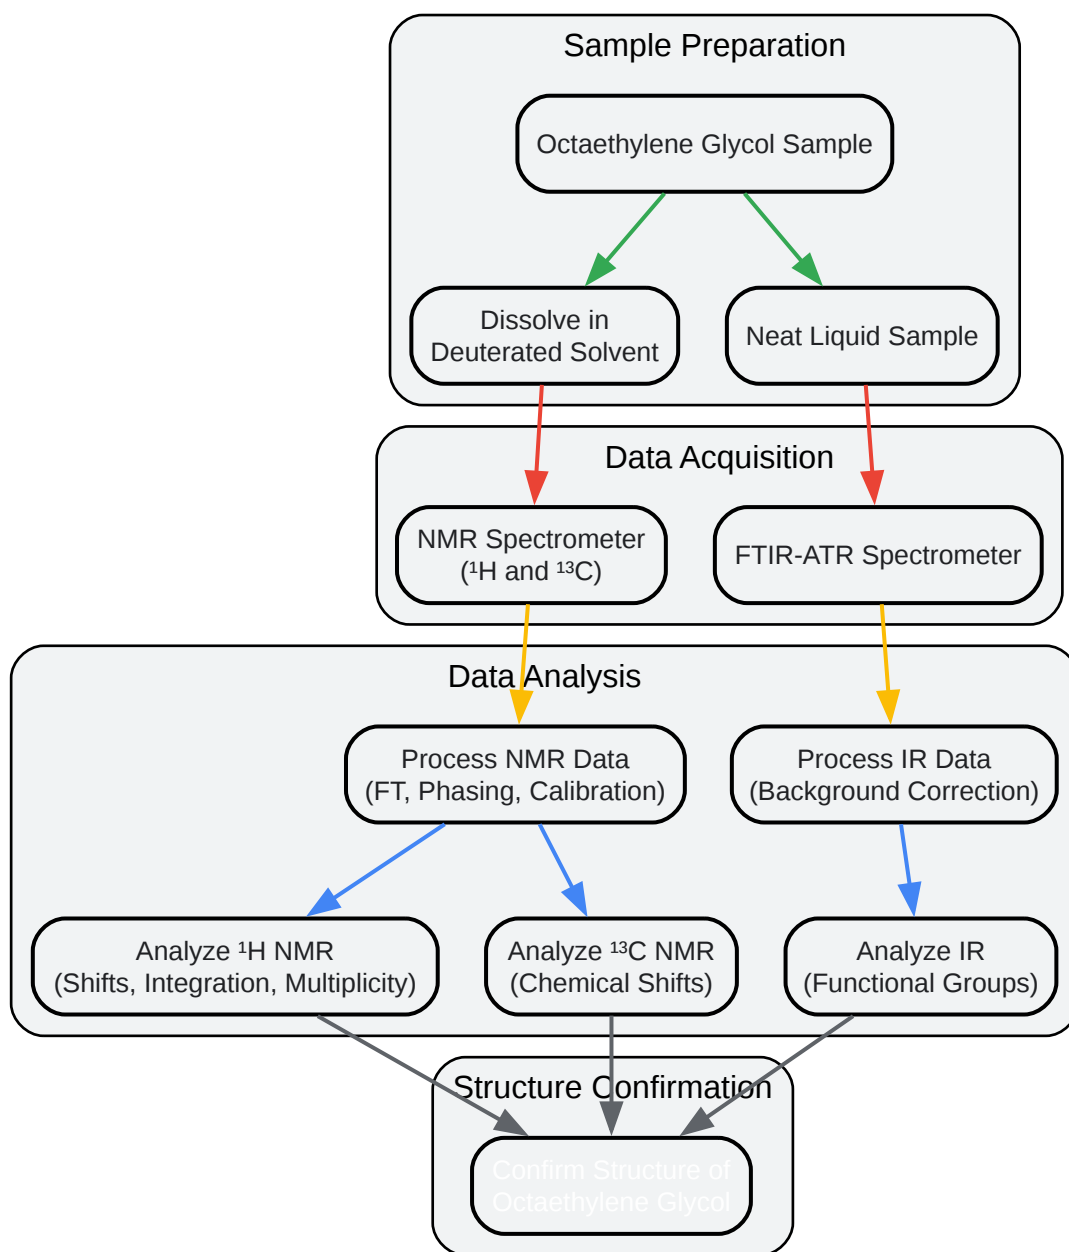 Sample Preparation
Octaethylene Glycol Sample
Dissolve in
Deuterated Solvent
Neat Liquid Sample
Data Acquisition
NMR Spectrometer
(¹H and ¹³C)
FTIR-ATR Spectrometer
Data Analysis
Process NMR Data
(FT, Phasing, Calibration)
Process IR Data
(Background Correction)
Analyze ¹H NMR
(Shifts, Integration, Multiplicity)
Analyze ¹³C NMR
(Chemical Shifts)
Analyze IR
(Functional Groups)
Structure Confirmation
Confirm Structure of
Octaethylene Glycol